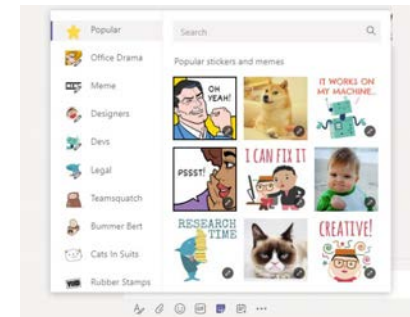 Popular
Office Drama
Meme
Designers
Devs
Legal
Teamsquatch
Bummer Bert
Cats In Suits
Rubber Stamps
Search
Popular stickers and memes
OH
YEAH!
IT WORKS ON
MY MACHINE...
PSSST!
I CAN FIX IT
RESEARCH
TIME
CREATIVE!
GIF